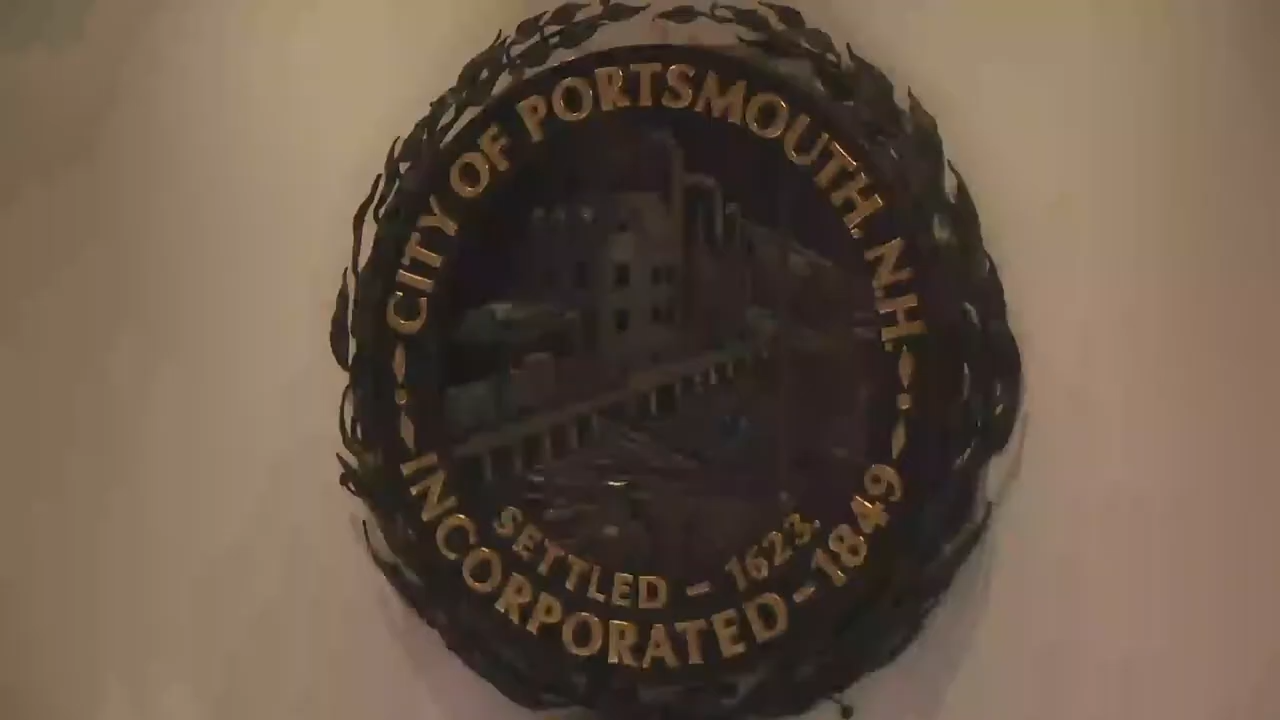 CITY OF PORTSMOUTH, N.H.
SETTLED – 1623.
INCORPORATED – 1849